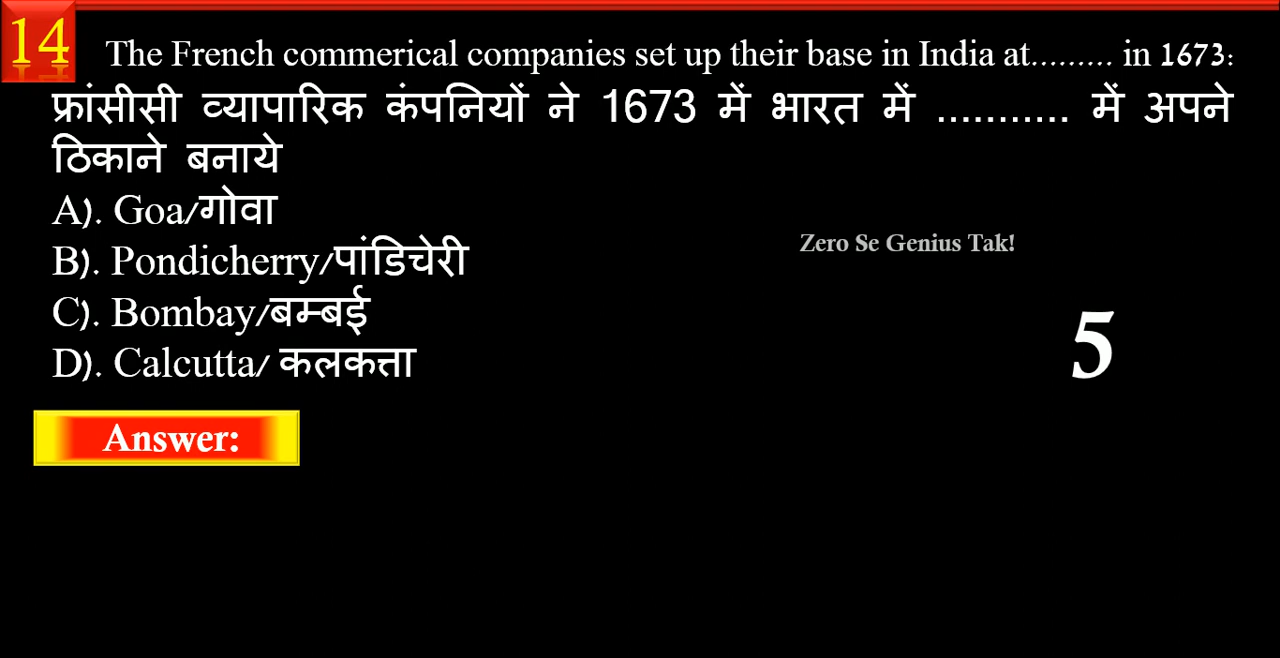 14
The French commerical companies set up their base in India at......... in 1673:
फ्रांसीसी व्यापारिक कंपनियों ने 1673 में भारत में ........... में अपने
ठिकाने बनाये
A). Goa/गोवा
Zero Se Genius Tak!
B). Pondicherry/पांडिचेरी
C). Bombay/बम्बई
5
D). Calcutta/ कलकत्ता
Answer: